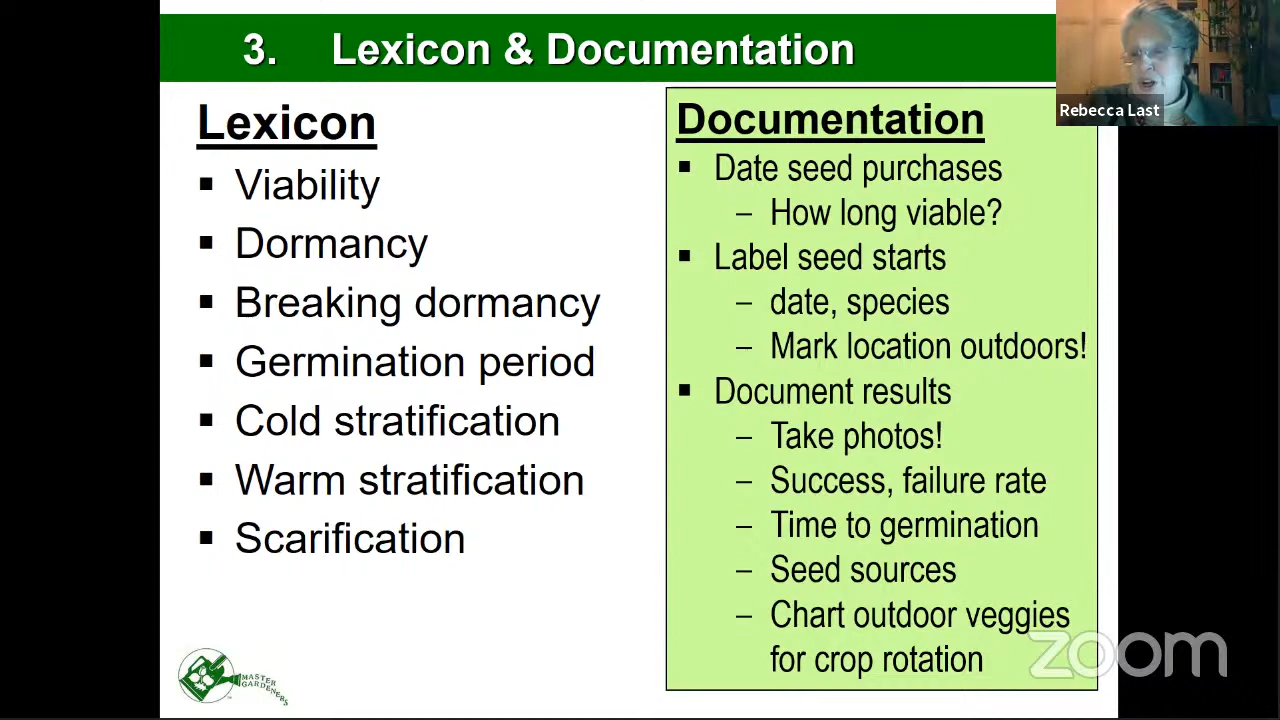 3. Lexicon & Documentation
Rebecca Last
Lexicon
▪ Viability
▪ Dormancy
▪ Breaking dormancy
▪ Germination period
▪ Cold stratification
▪ Warm stratification
▪ Scarification
Documentation
▪ Date seed purchases
– How long viable?
▪ Label seed starts
– date, species
– Mark location outdoors!
▪ Document results
– Take photos!
– Success, failure rate
– Time to germination
– Seed sources
– Chart outdoor veggies
for crop rotation
MASTER
GARDENERS
zoom